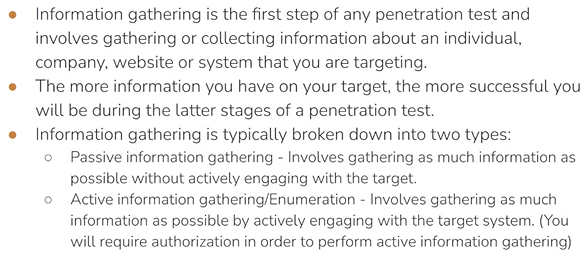 ● Information gathering is the first step of any penetration test and
involves gathering or collecting information about an individual,
company, website or system that you are targeting.
● The more information you have on your target, the more successful you
will be during the latter stages of a penetration test.
● Information gathering is typically broken down into two types:
○ Passive information gathering - Involves gathering as much information as
possible without actively engaging with the target.
○ Active information gathering/Enumeration - Involves gathering as much
information as possible by actively engaging with the target system. (You
will require authorization in order to perform active information gathering)